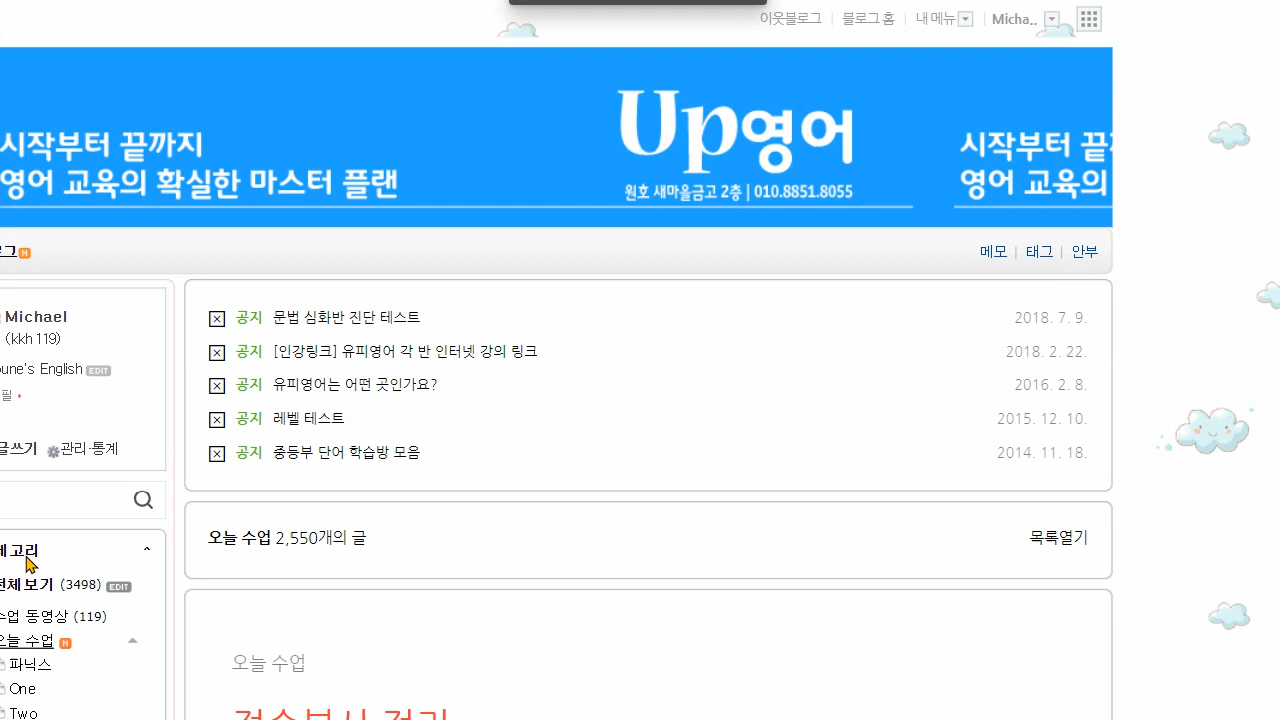 이웃블로그 | 블로그 홈 | 내 메뉴 | Micha..
시작부터 끝까지
영어 교육의 확실한 마스터 플랜
Up영어
원호 새마을금고 2층 | 010.8851.8055
시작부터
영어 교육의
메모 | 태그 | 안부
Michael
(kkh119)
English EDIT
글쓰기 관리·통계
전체보기 (3498) EDIT
수업 동영상 (119)
오늘 수업 N
파닉스
One
Two
공지 문법 심화반 진단 테스트 2018. 7. 9.
공지 [인강링크] 유피영어 각 반 인터넷 강의 링크 2018. 2. 22.
공지 유피영어는 어떤 곳인가요? 2016. 2. 8.
공지 레벨 테스트 2015. 12. 10.
공지 중등부 단어 학습방 모음 2014. 11. 18.
오늘 수업 2,550개의 글 목록열기
오늘 수업